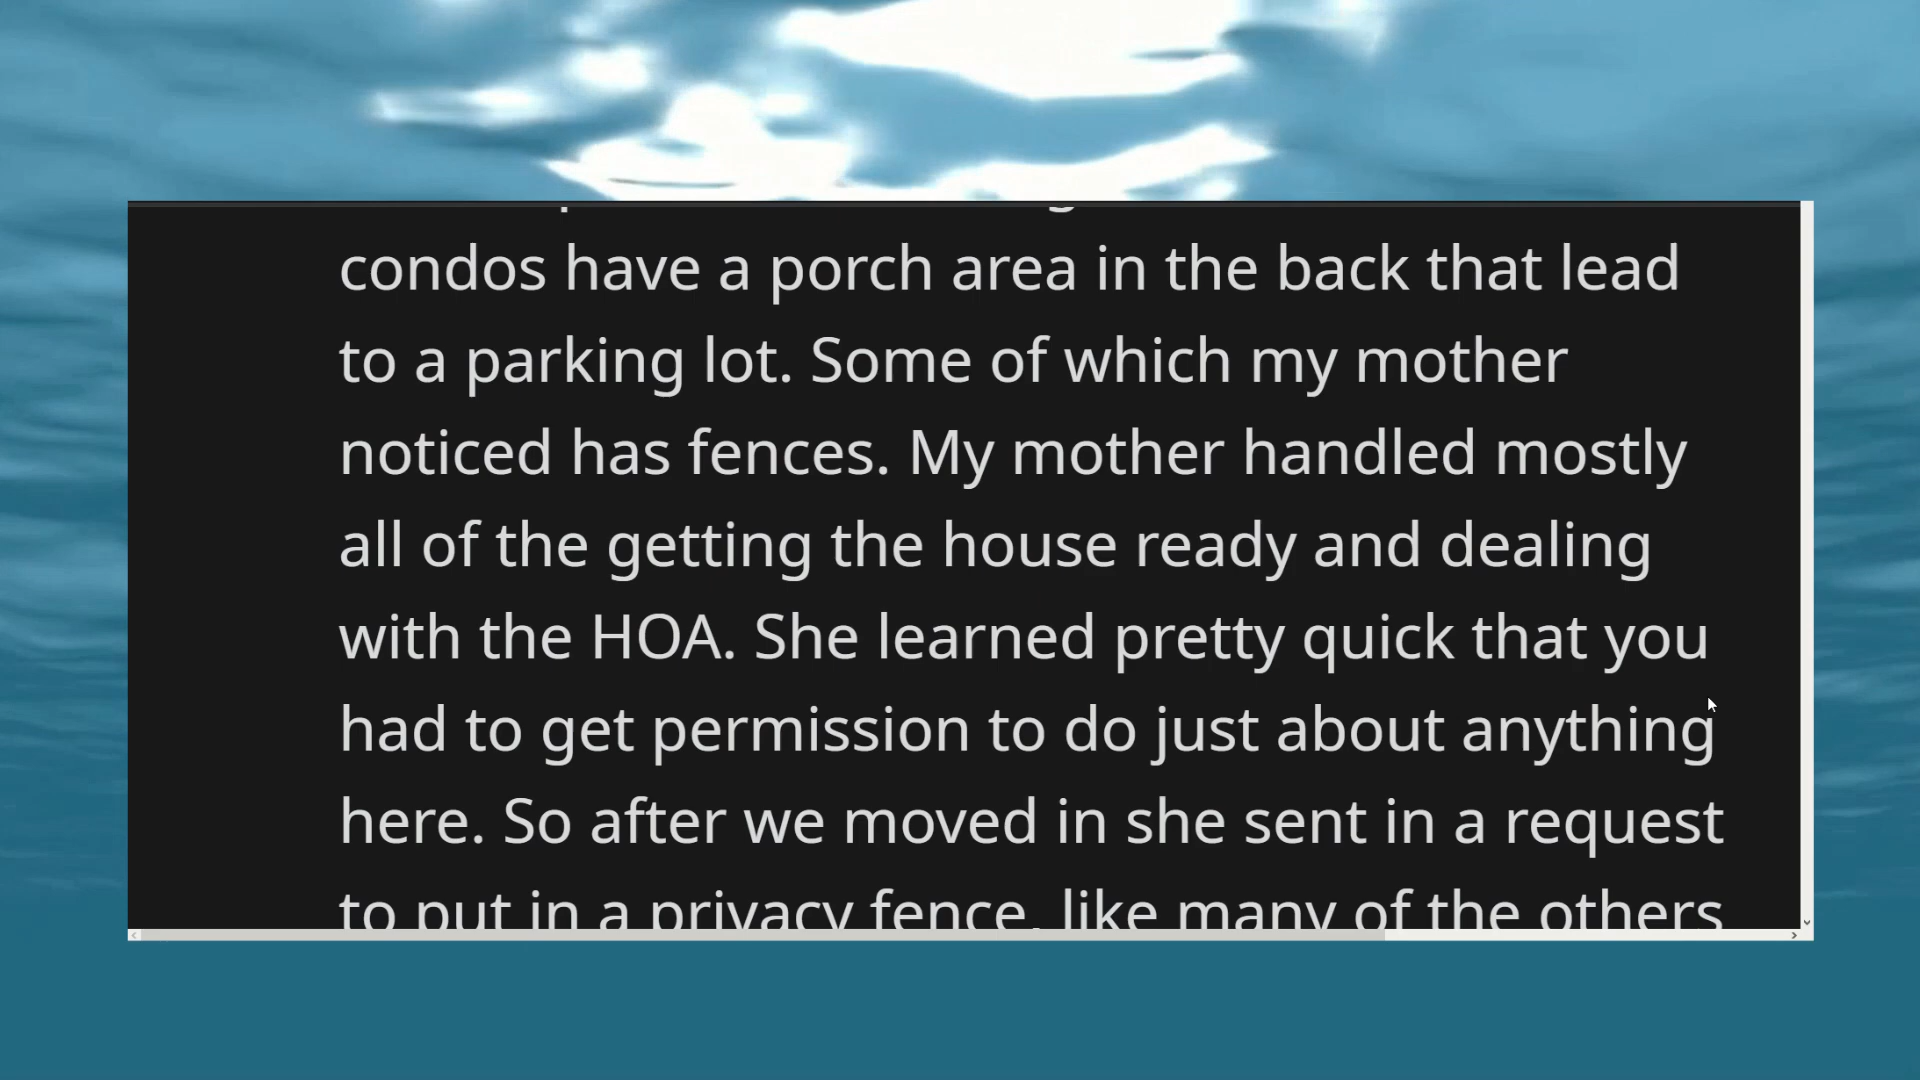 condos have a porch area in the back that lead
to a parking lot. Some of which my mother
noticed has fences. My mother handled mostly
all of the getting the house ready and dealing
with the HOA. She learned pretty quick that you
had to get permission to do just about anything
here. So after we moved in she sent in a request
to put in a privacy fence, like many of the others